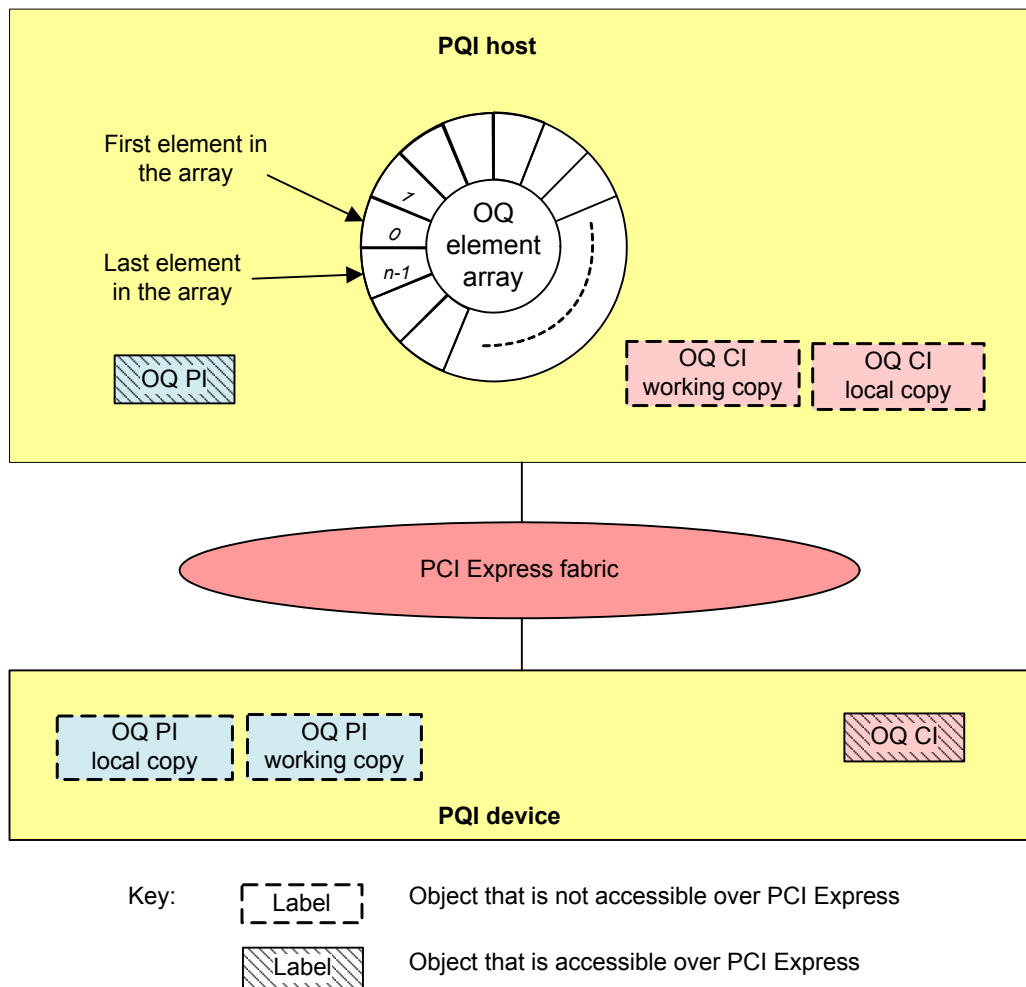 PQI host
First element in
the array
1
0
n-1
OQ
element
array
Last element
in the array
OQ PI
OQ CI
working copy
OQ CI
local copy
PCI Express fabric
OQ PI
local copy
OQ PI
working copy
OQ CI
PQI device
Key:
Label
Object that is not accessible over PCI Express
Label
Object that is accessible over PCI Express